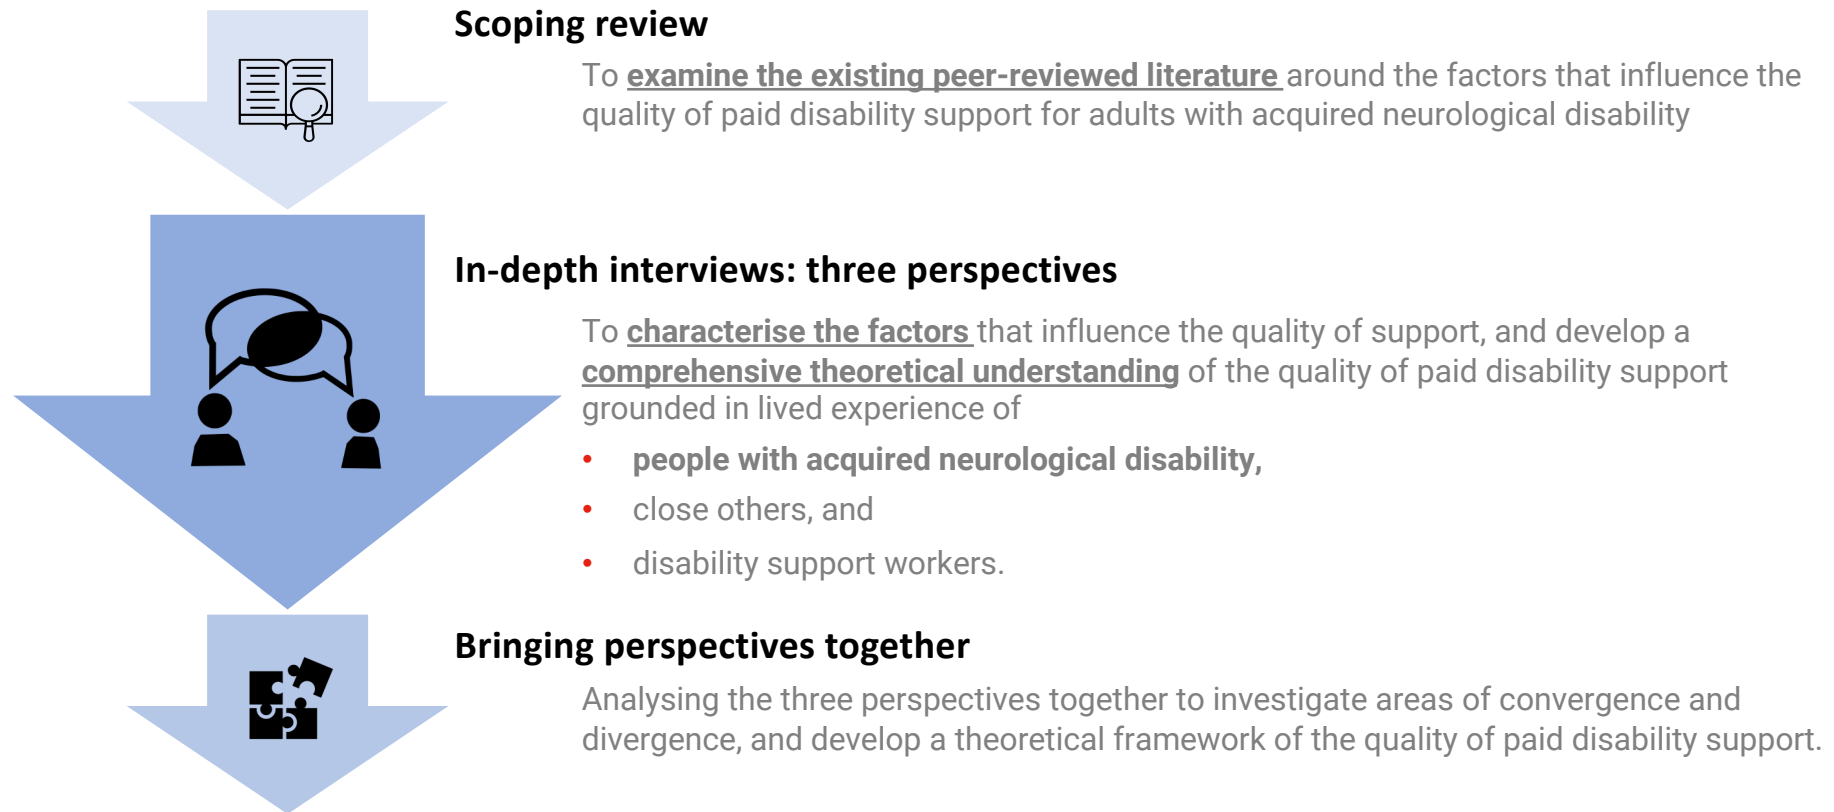 Scoping review
To examine the existing peer-reviewed literature around the factors that influence the
quality of paid disability support for adults with acquired neurological disability
In-depth interviews: three perspectives
To characterise the factors that influence the quality of support, and develop a
comprehensive theoretical understanding of the quality of paid disability support
grounded in lived experience of
• people with acquired neurological disability,
• close others, and
• disability support workers.
Bringing perspectives together
Analysing the three perspectives together to investigate areas of convergence and
divergence, and develop a theoretical framework of the quality of paid disability support.